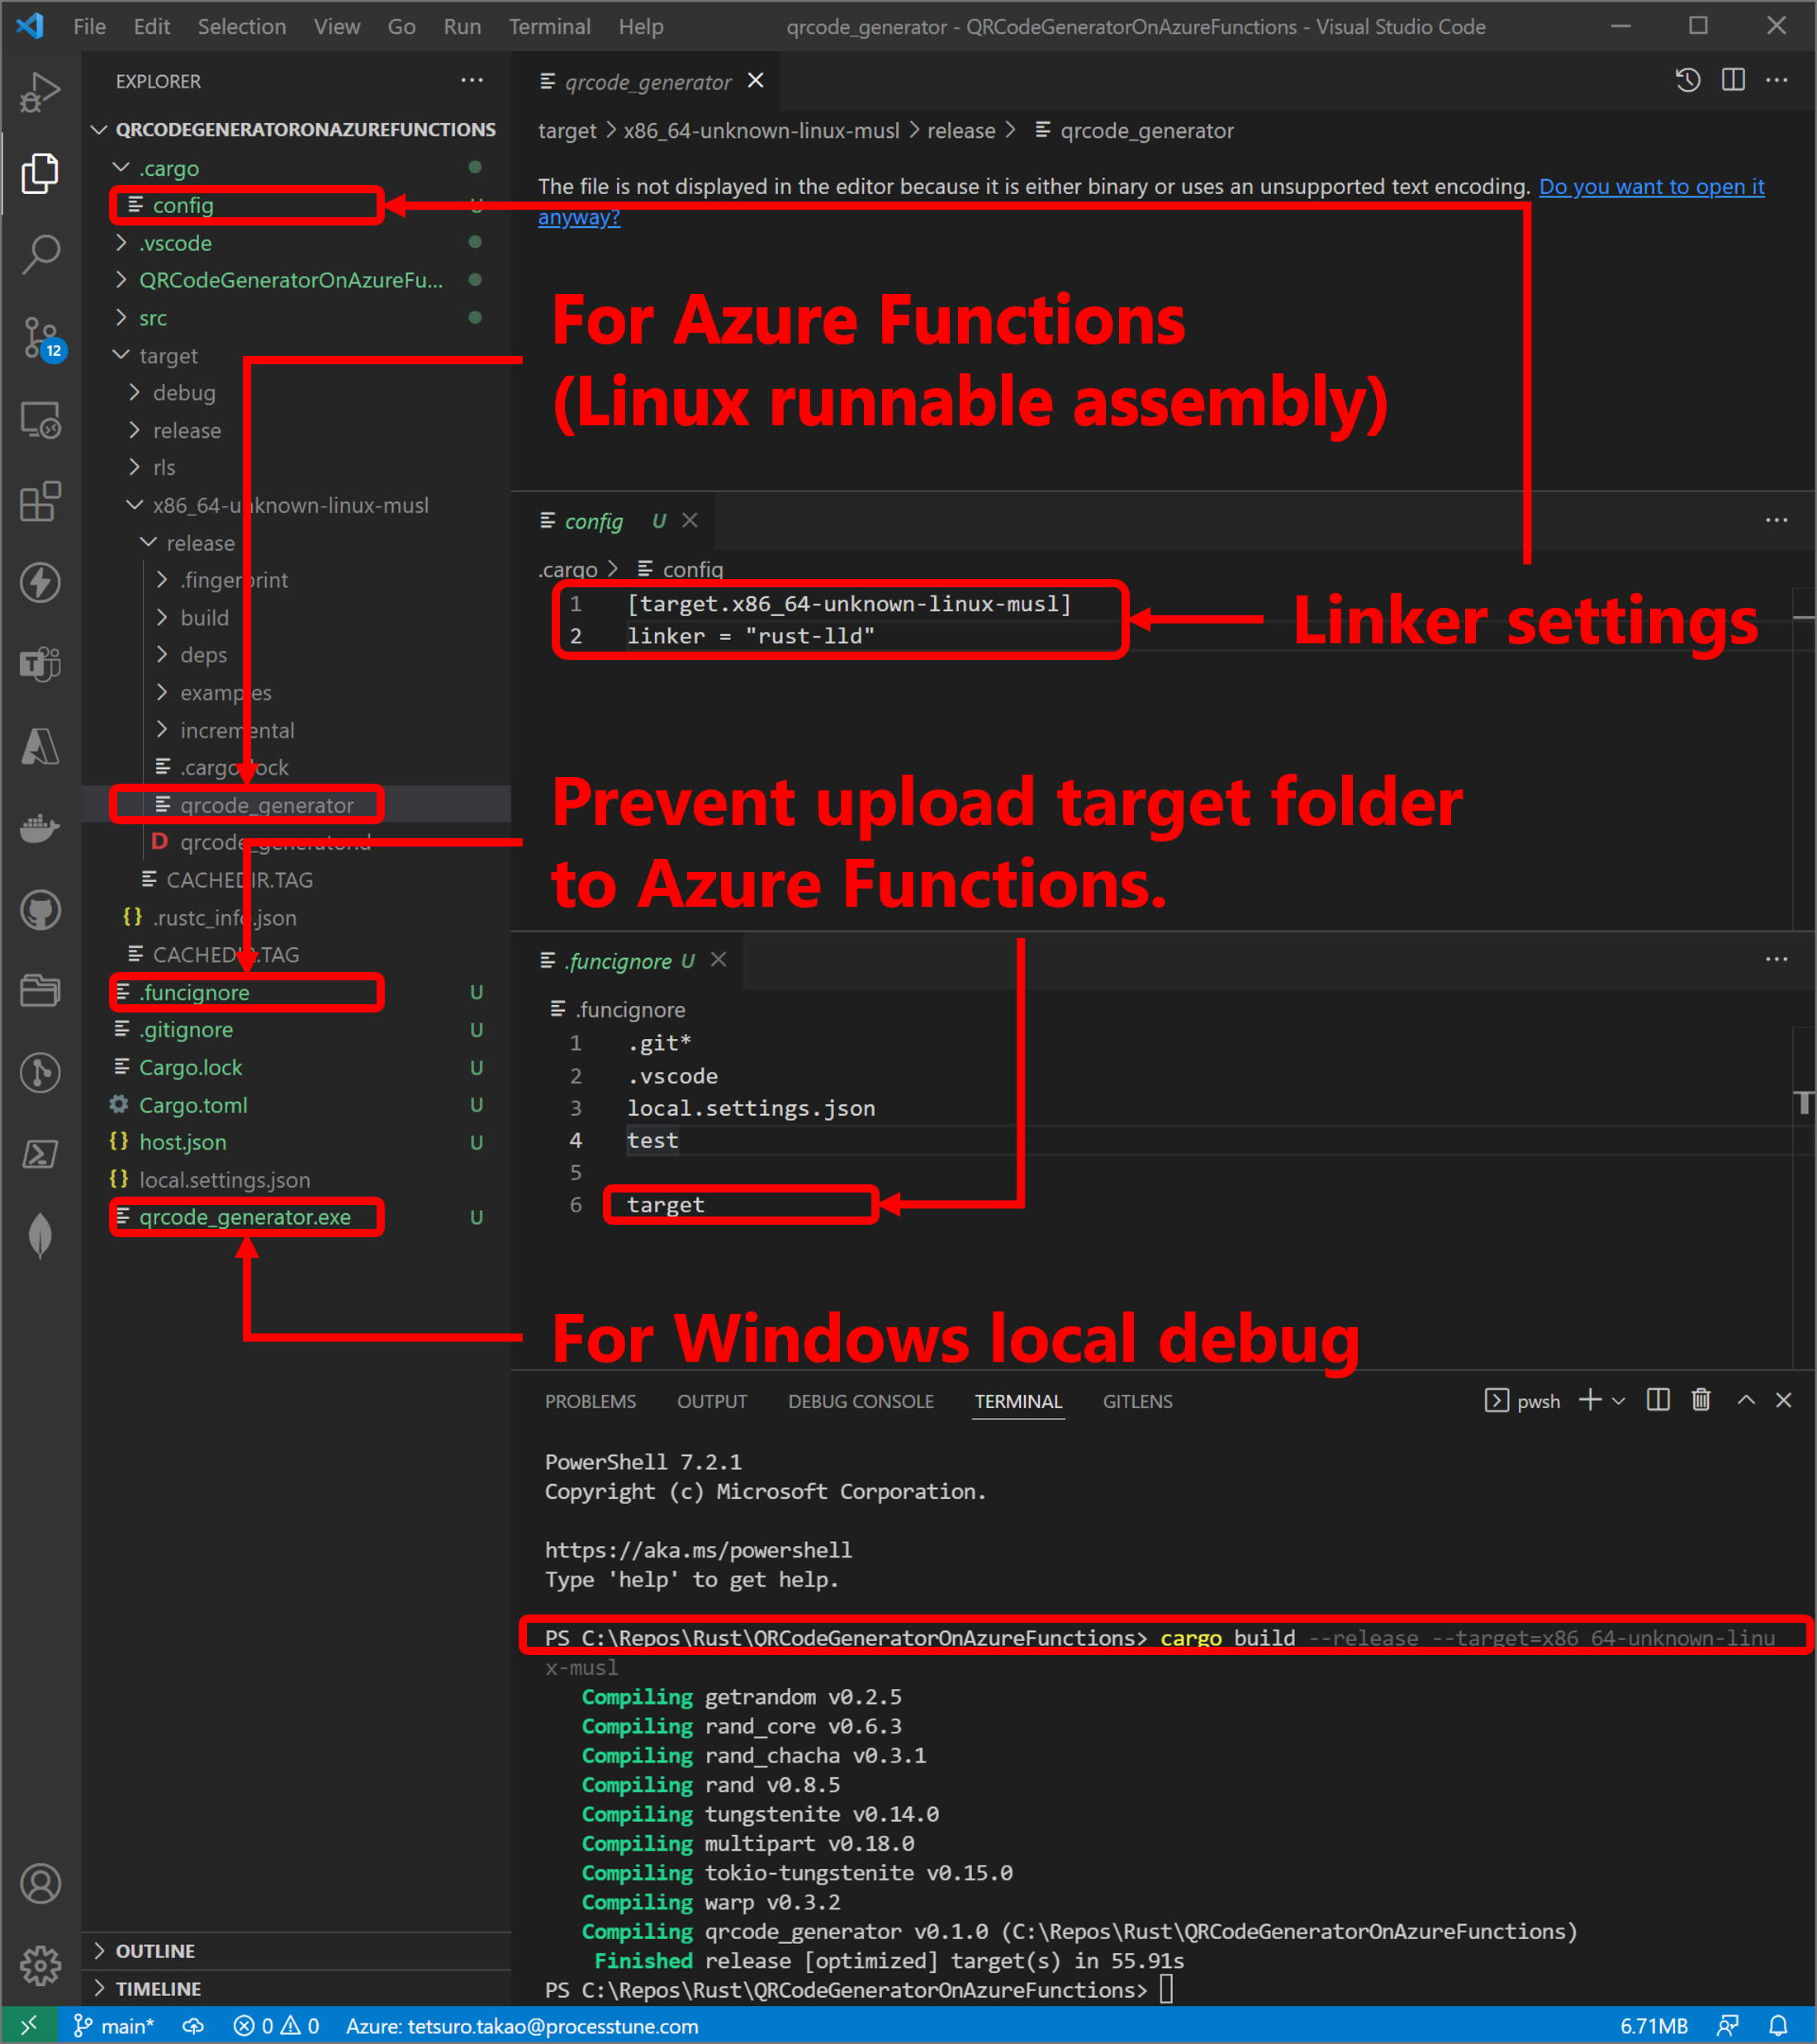 File Edit Selection View Go Run Terminal Help qrcode_generator - QRCodeGeneratorOnAzureFunctions - Visual Studio Code
EXPLORER
QRCODEGENERATORONAZUREFUNCTIONS
.cargo
config
.vscode
QRCodeGeneratorOnAzureFu...
src
target
debug
release
rls
x86_64-unknown-linux-musl
release
.fingerprint
build
deps
examples
incremental
.cargo-lock
qrcode_generator
D qrcode_generator.d
CACHEDIR.TAG
{} .rustc_info.json
CACHEDIR.TAG
.funcignore U
.gitignore U
Cargo.lock U
Cargo.toml U
{} host.json U
{} local.settings.json
qrcode_generator.exe U
OUTLINE
TIMELINE
12
qrcode_generator
target > x86_64-unknown-linux-musl > release > qrcode_generator
The file is not displayed in the editor because it is either binary or uses an unsupported text encoding. Do you want to open it
anyway?
For Azure Functions
(Linux runnable assembly)
config U
.cargo > config
1 [target.x86_64-unknown-linux-musl]
2 linker = "rust-lld"
Linker settings
Prevent upload target folder
to Azure Functions.
.funcignore U
.funcignore
1 .git*
2 .vscode
3 local.settings.json
4 test
5
6 target
For Windows local debug
PROBLEMS OUTPUT DEBUG CONSOLE TERMINAL GITLENS pwsh
PowerShell 7.2.1
Copyright (c) Microsoft Corporation.
https://aka.ms/powershell
Type 'help' to get help.
PS C:\Repos\Rust\QRCodeGeneratorOnAzureFunctions> cargo build --release --target=x86_64-unknown-linu
x-musl
Compiling getrandom v0.2.5
Compiling rand_core v0.6.3
Compiling rand_chacha v0.3.1
Compiling rand v0.8.5
Compiling tungstenite v0.14.0
Compiling multipart v0.18.0
Compiling tokio-tungstenite v0.15.0
Compiling warp v0.3.2
Compiling qrcode_generator v0.1.0 (C:\Repos\Rust\QRCodeGeneratorOnAzureFunctions)
Finished release [optimized] target(s) in 55.91s
PS C:\Repos\Rust\QRCodeGeneratorOnAzureFunctions>
main* 0 0 Azure: tetsuro.takao@processtune.com 6.71MB